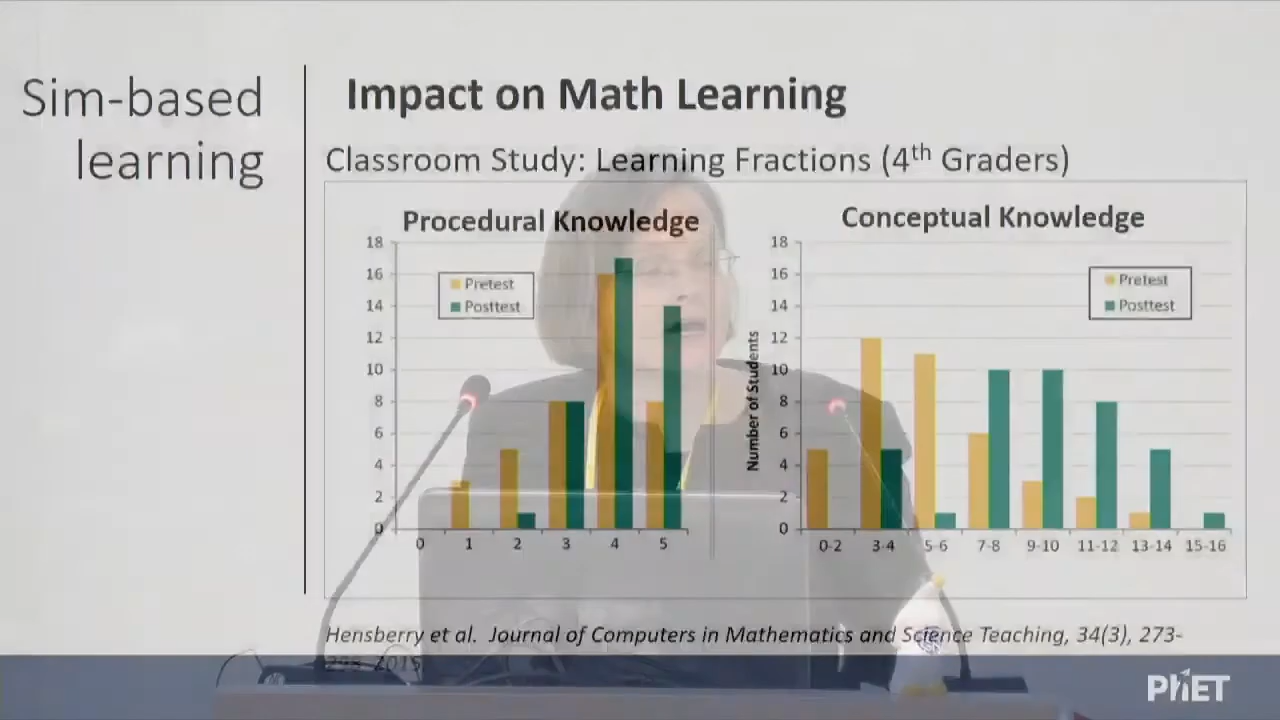 Sim-based
learning
Impact on Math Learning
Classroom Study: Learning Fractions (4th Graders)
Procedural Knowledge
18
16
14
12
10
8
6
4
2
0
Pretest
Posttest
0 1 2 3 4 5
Conceptual Knowledge
Number of Students
18
16
14
12
10
8
6
4
2
0
Pretest
Posttest
0-2 3-4 5-6 7-8 9-10 11-12 13-14 15-16
Hensberry et al. Journal of Computers in Mathematics and Science Teaching, 34(3), 273-
2015
PhET